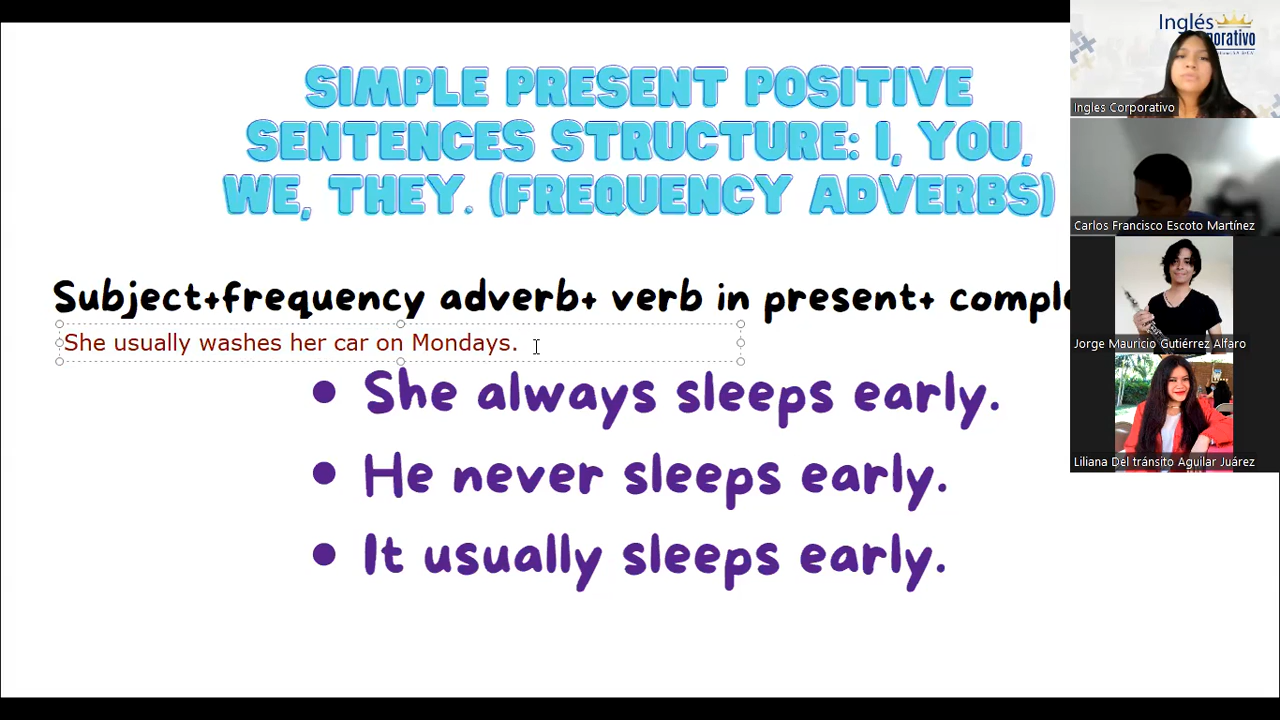 SIMPLE PRESENT POSITIVE
SENTENCES STRUCTURE: I, YOU,
WE, THEY. (FREQUENCY ADVERBS)
Subject+frequency adverb+ verb in present+
She usually washes her car on Mondays.
• She always sleeps early.
• He never sleeps early.
• It usually sleeps early.
Inglés
Ingles Corporativo
Carlos Francisco Escoto Martínez
Jorge Mauricio Gutiérrez Alfaro
Liliana Del tránsito Aguilar Juárez